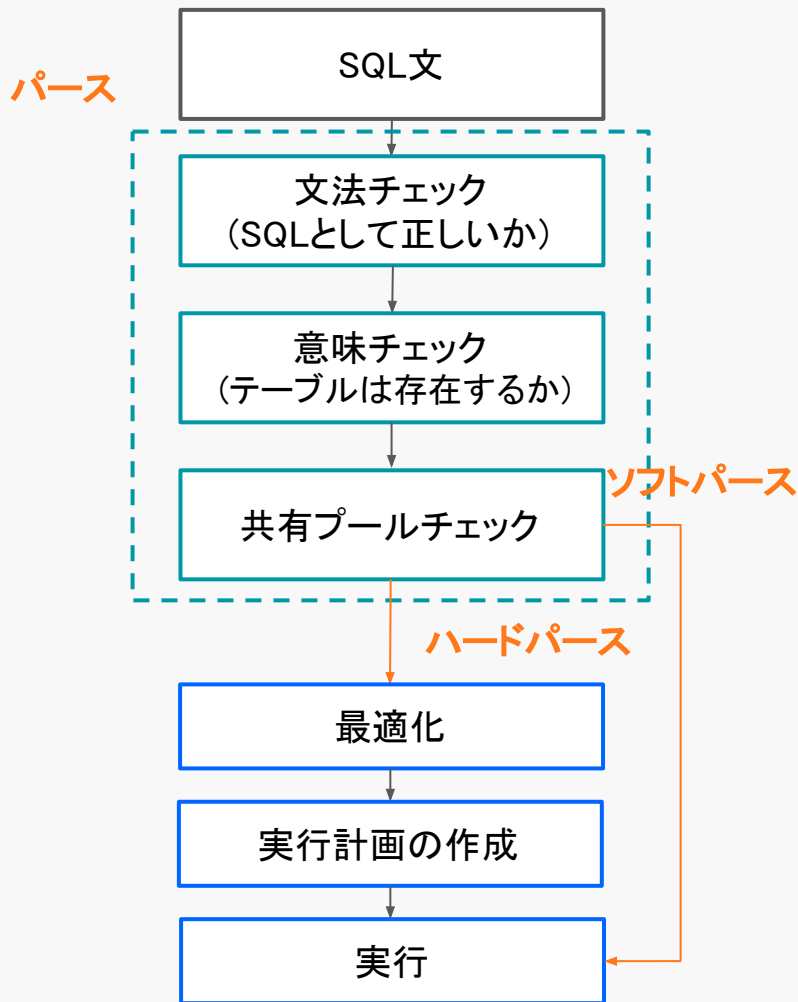 SQL文
パース
文法チェック
(SQLとして正しいか)
意味チェック
(テーブルは存在するか)
ソフトパース
共有プールチェック
ハードパース
最適化
実行計画の作成
実行